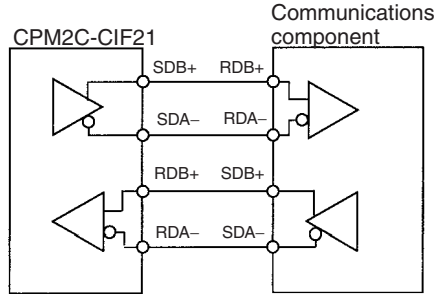 Communications
CPM2C-CIF21 component
SDB+ RDB+
SDA− RDA−
RDB+ SDB+
RDA− SDA−